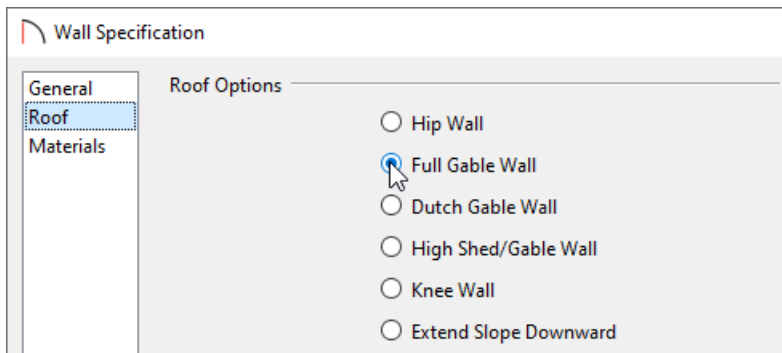 Wall Specification
General
Roof
Materials
Roof Options
Hip Wall
Full Gable Wall
Dutch Gable Wall
High Shed/Gable Wall
Knee Wall
Extend Slope Downward